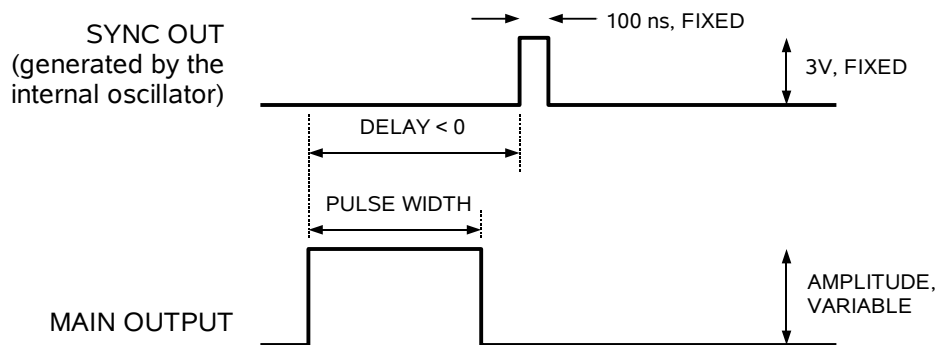 100 ns, FIXED
SYNC OUT
(generated by the
internal oscillator)
3V, FIXED
DELAY < 0
PULSE WIDTH
AMPLITUDE,
VARIABLE
MAIN OUTPUT